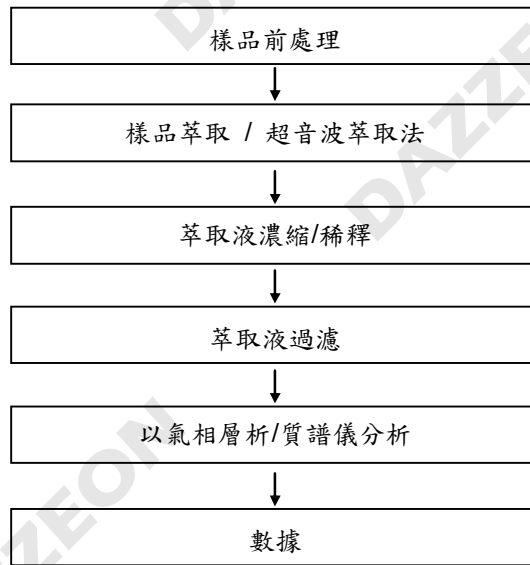 樣品前處理
樣品萃取 / 超音波萃取法
萃取液濃縮/稀釋
萃取液過濾
以氣相層析/質譜儀分析
數據